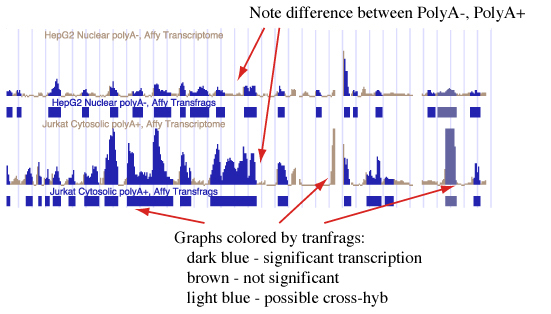 Note difference between PolyA-, PolyA+
HepG2 Nuclear polyA-, Affy Transcriptome
HepG2 Nuclear polyA-, Affy Transfrags
Jurkat Cytosolic polyA+, Affy Transcriptome
Jurkat Cytosolic polyA+, Affy Transfrags
Graphs colored by tranfrags:
dark blue - significant transcription
brown - not significant
light blue - possible cross-hyb